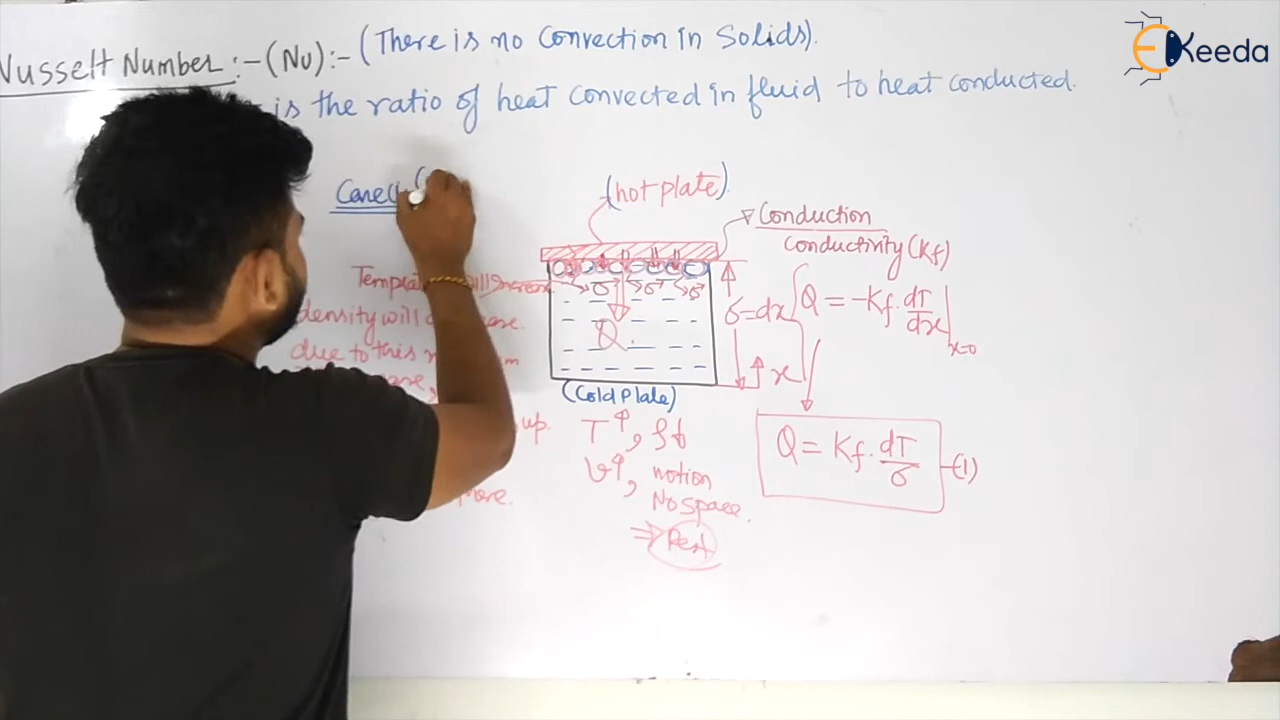 Nusselt Number :- (Nu) :- (There is no Convection in Solids).
is the ratio of heat convected in fluid to heat conducted.
EKeeda
(hot plate)
Conduction
conductivity (Kf)
Q = -Kf. dT/dx | x=0
σ = dx
x
Q
σ σ σ
(Cold Plate)
density will
due to this
up.
T↑, ρ↓
v↑, motion
No space.
⇒ Rest
Q = Kf. dT/σ -(1)